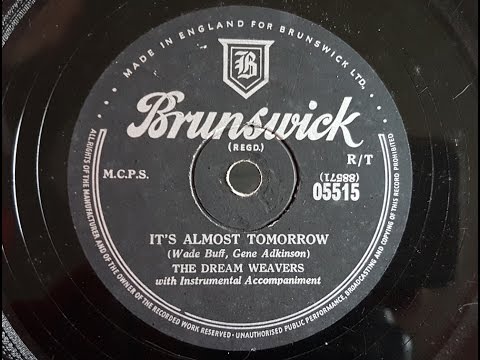 MADE IN ENGLAND FOR BRUNSWICK LTD.
B
Brunswick
(REGD.)
R/T
M.C.P.S.
(88571)
05515
IT'S ALMOST TOMORROW
(Wade Buff, Gene Adkinson)
THE DREAM WEAVERS
with Instrumental Accompaniment
ALL RIGHTS OF THE MANUFACTURER AND OF THE OWNER OF THE RECORDED WORK RESERVED · UNAUTHORISED PUBLIC PERFORMANCE, BROADCASTING AND COPYING OF THIS RECORD PROHIBITED